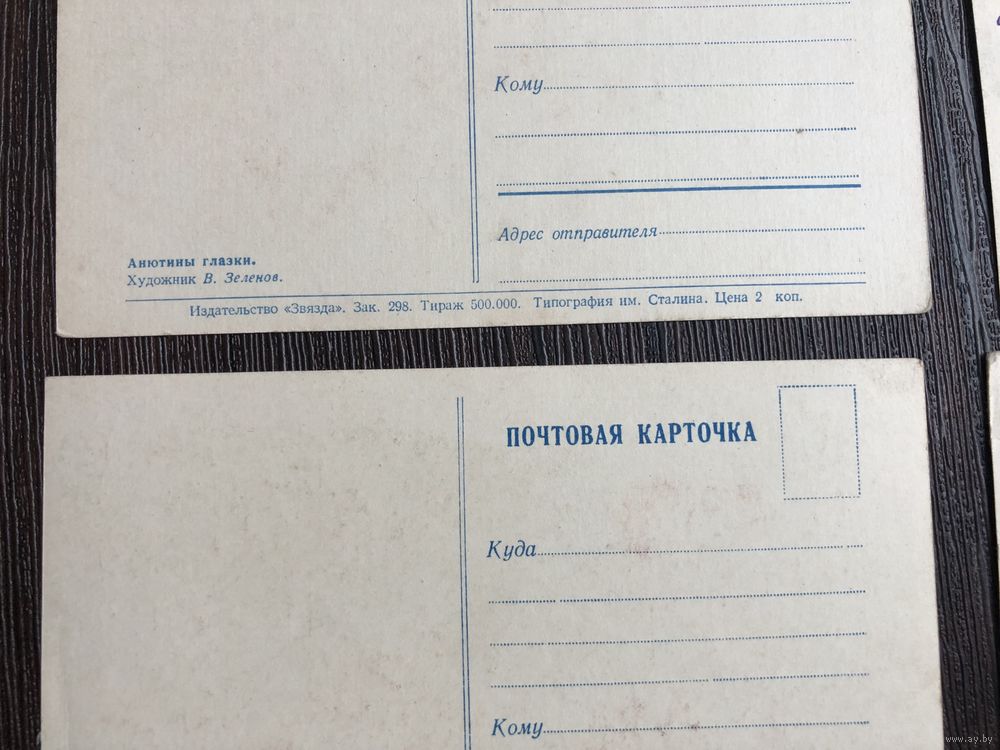 Кому
Адрес отправителя
Анютины глазки.
Художник В. Зеленов.
Издательство «Звязда». Зак. 298. Тираж 500.000. Типография им. Сталина. Цена 2 коп.
ПОЧТОВАЯ КАРТОЧКА
Куда
Кому
www.ay.by